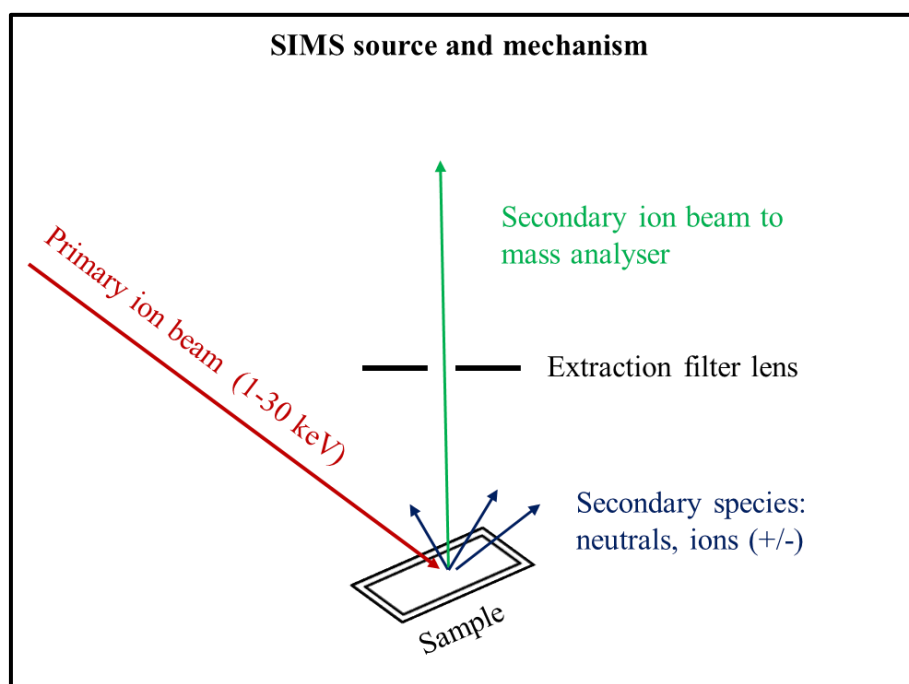 SIMS source and mechanism
Secondary ion beam to
mass analyser
Primary ion beam  (1-30 keV)
Extraction filter lens
Secondary species:
neutrals, ions (+/-)
Sample